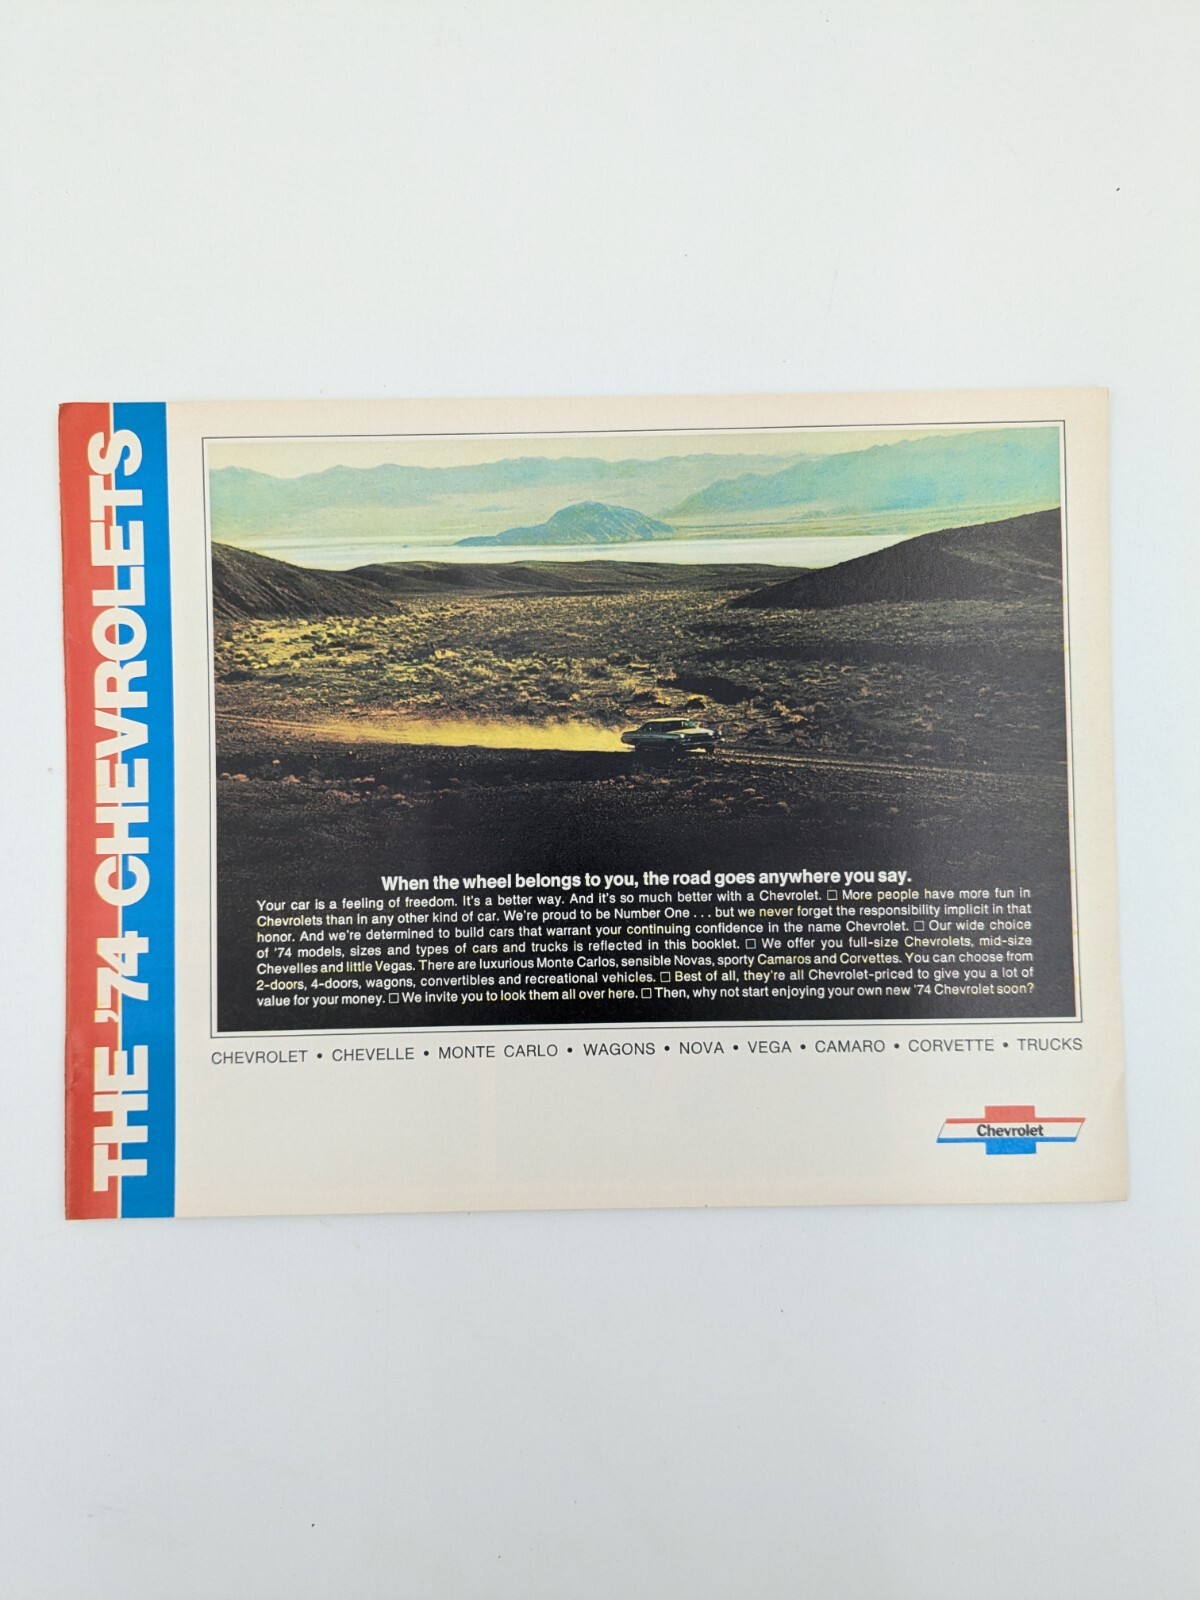 THE '74 CHEVROLETS
When the wheel belongs to you, the road goes anywhere you say.
Your car is a feeling of freedom. It's a better way. And it's so much better with a Chevrolet. □ More people have more fun in
Chevrolets than in any other kind of car. We're proud to be Number One . . . but we never forget the responsibility implicit in that
honor. And we're determined to build cars that warrant your continuing confidence in the name Chevrolet. □ Our wide choice
of '74 models, sizes and types of cars and trucks is reflected in this booklet. □ We offer you full-size Chevrolets, mid-size
Chevelles and little Vegas. There are luxurious Monte Carlos, sensible Novas, sporty Camaros and Corvettes. You can choose from
2-doors, 4-doors, wagons, convertibles and recreational vehicles. □ Best of all, they're all Chevrolet-priced to give you a lot of
value for your money. □ We invite you to look them all over here. □ Then, why not start enjoying your own new '74 Chevrolet soon?
CHEVROLET • CHEVELLE • MONTE CARLO • WAGONS • NOVA • VEGA • CAMARO • CORVETTE • TRUCKS
Chevrolet